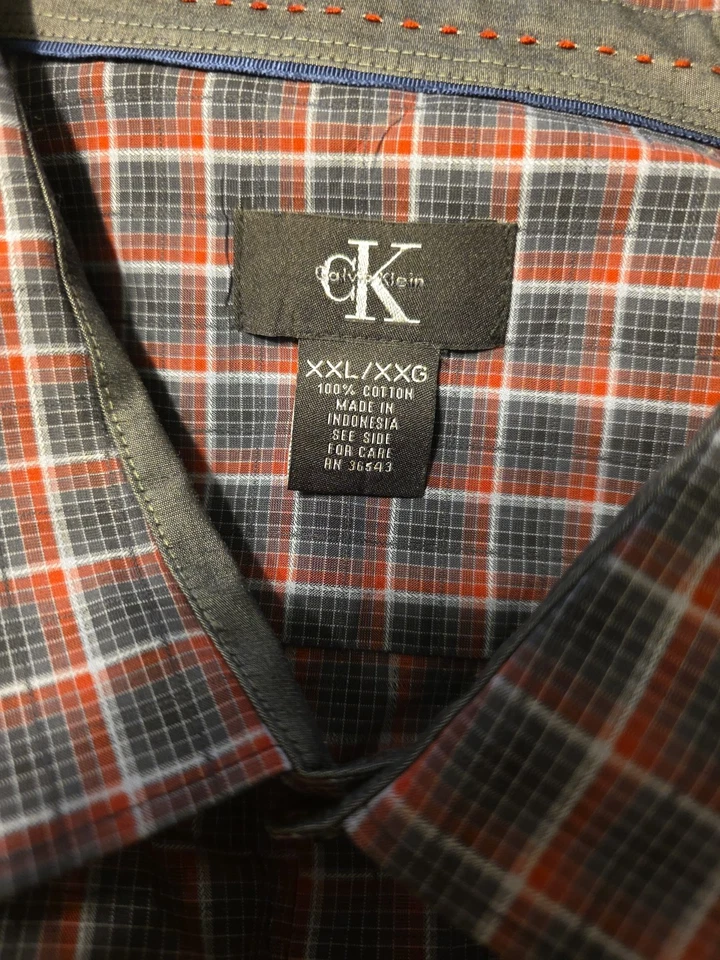 cK
Calvin Klein
XXL/XXG
100% COTTON
MADE IN
INDONESIA
SEE SIDE
FOR CARE
RN 36543